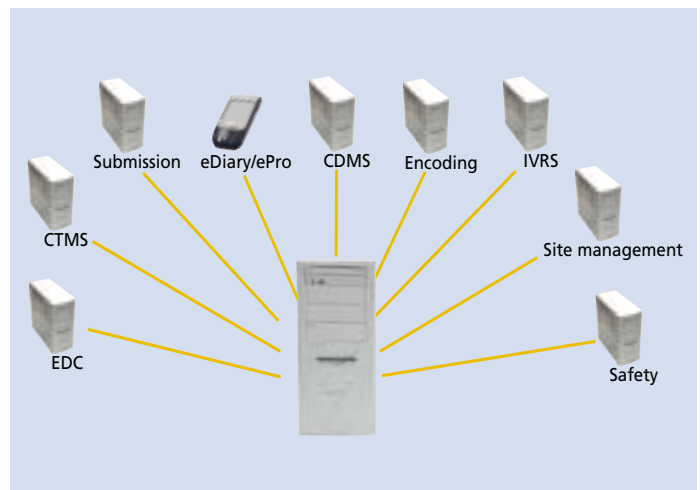 Submission
eDiary/ePro
CDMS
Encoding
IVRS
CTMS
Site management
EDC
Safety